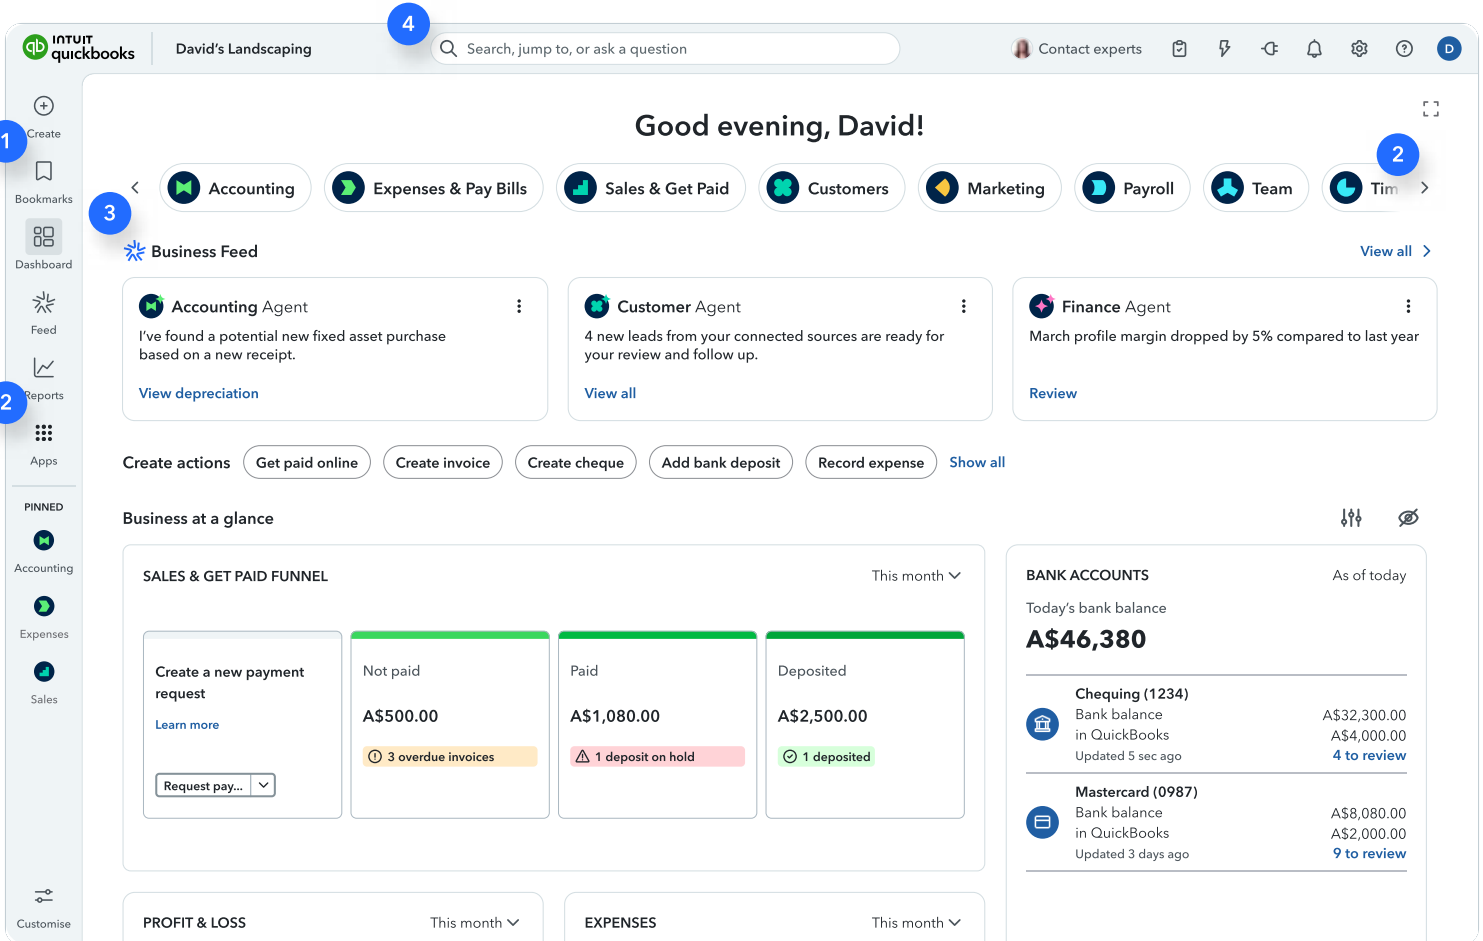 4
INTUIT
quickbooks
David's Landscaping
Search, jump to, or ask a question
Contact experts
D
1
Create
Bookmarks
Dashboard
Feed
Reports
2
Apps
PINNED
Accounting
Expenses
Sales
Customise
Good evening, David!
2
3
Accounting
Expenses & Pay Bills
Sales & Get Paid
Customers
Marketing
Payroll
Team
Tim
Business Feed
View all
Accounting Agent
I've found a potential new fixed asset purchase
based on a new receipt.
View depreciation
Customer Agent
4 new leads from your connected sources are ready for
your review and follow up.
View all
Finance Agent
March profile margin dropped by 5% compared to last year
Review
Create actions
Get paid online
Create invoice
Create cheque
Add bank deposit
Record expense
Show all
Business at a glance
SALES & GET PAID FUNNEL
This month
Create a new payment
request
Learn more
Request pay...
Not paid
A$500.00
3 overdue invoices
Paid
A$1,080.00
1 deposit on hold
Deposited
A$2,500.00
1 deposited
BANK ACCOUNTS
As of today
Today's bank balance
A$46,380
Chequing (1234)
Bank balance A$32,300.00
in QuickBooks A$4,000.00
Updated 5 sec ago 4 to review
Mastercard (0987)
Bank balance A$8,080.00
in QuickBooks A$2,000.00
Updated 3 days ago 9 to review
PROFIT & LOSS
This month
EXPENSES
This month